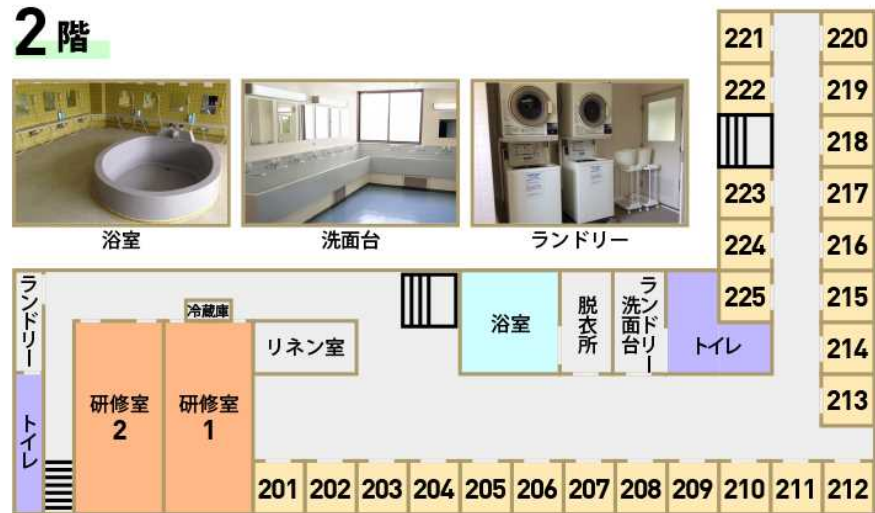 2階
浴室
洗面台
ランドリー
221
220
222
219
218
223
217
224
216
225
215
214
213
ランドリー
冷蔵庫
リネン室
浴室
脱衣所
ランドリー
洗面台
トイレ
トイレ
研修室
2
研修室
1
201 202 203 204 205 206 207 208 209 210 211 212